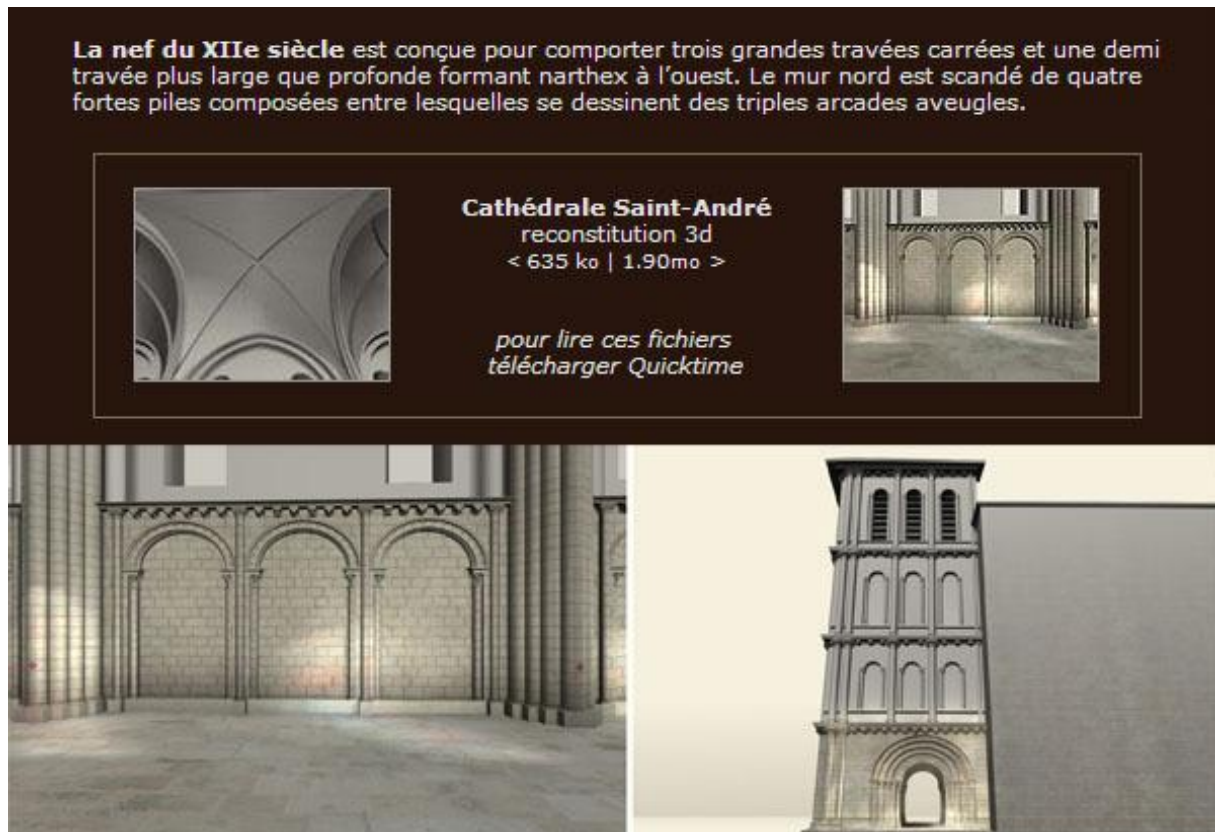 La nef du XIIe siècle est conçue pour comporter trois grandes travées carrées et une demi
travée plus large que profonde formant narthex à l'ouest. Le mur nord est scandé de quatre
fortes piles composées entre lesquelles se dessinent des triples arcades aveugles.
Cathédrale Saint-André
reconstitution 3d
< 635 ko | 1.90mo >
pour lire ces fichiers
télécharger Quicktime